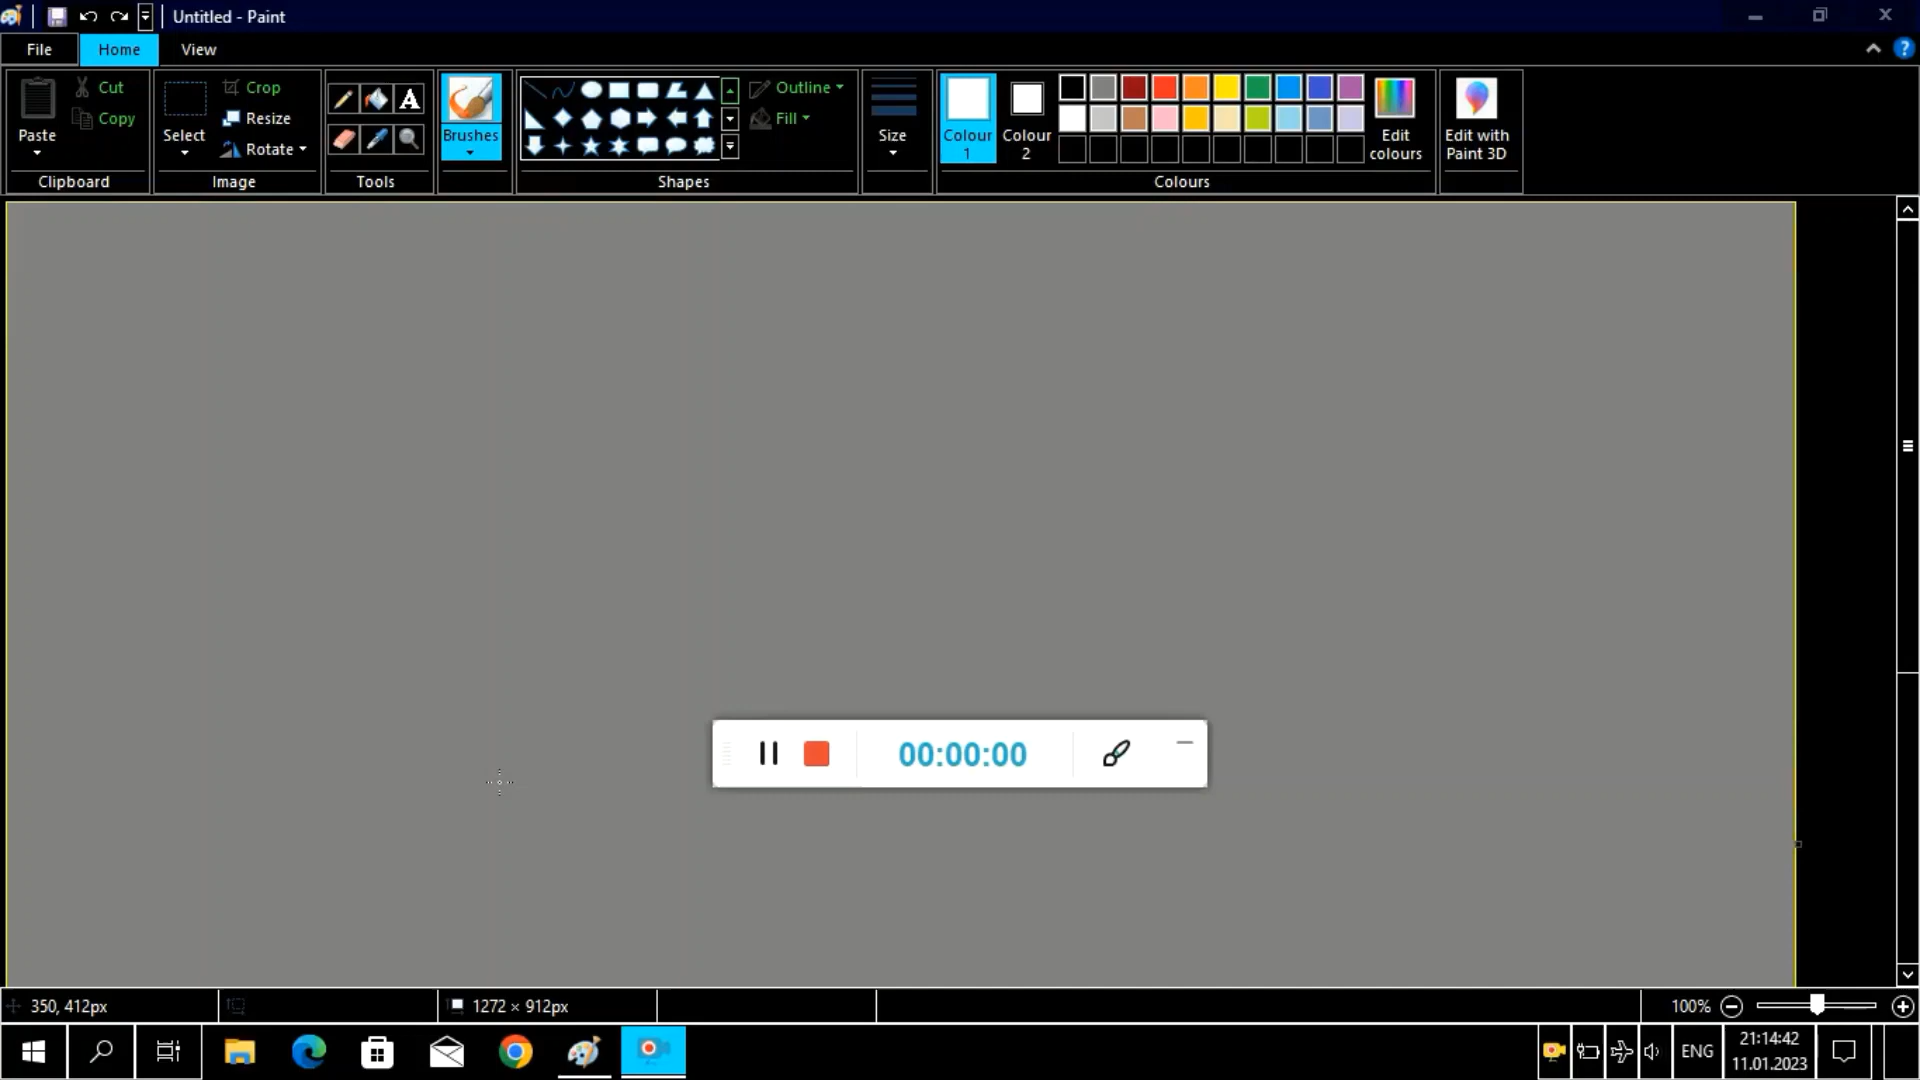 Untitled - Paint
File
Home
View
Paste
Cut
Copy
Clipboard
Select
Crop
Resize
Rotate
Image
A
Tools
Brushes
Shapes
Outline
Fill
Size
Colour
1
Colour
2
Edit
colours
Colours
Edit with
Paint 3D
?
00:00:00
350, 412px
1272 × 912px
100%
ENG
21:14:42
11.01.2023